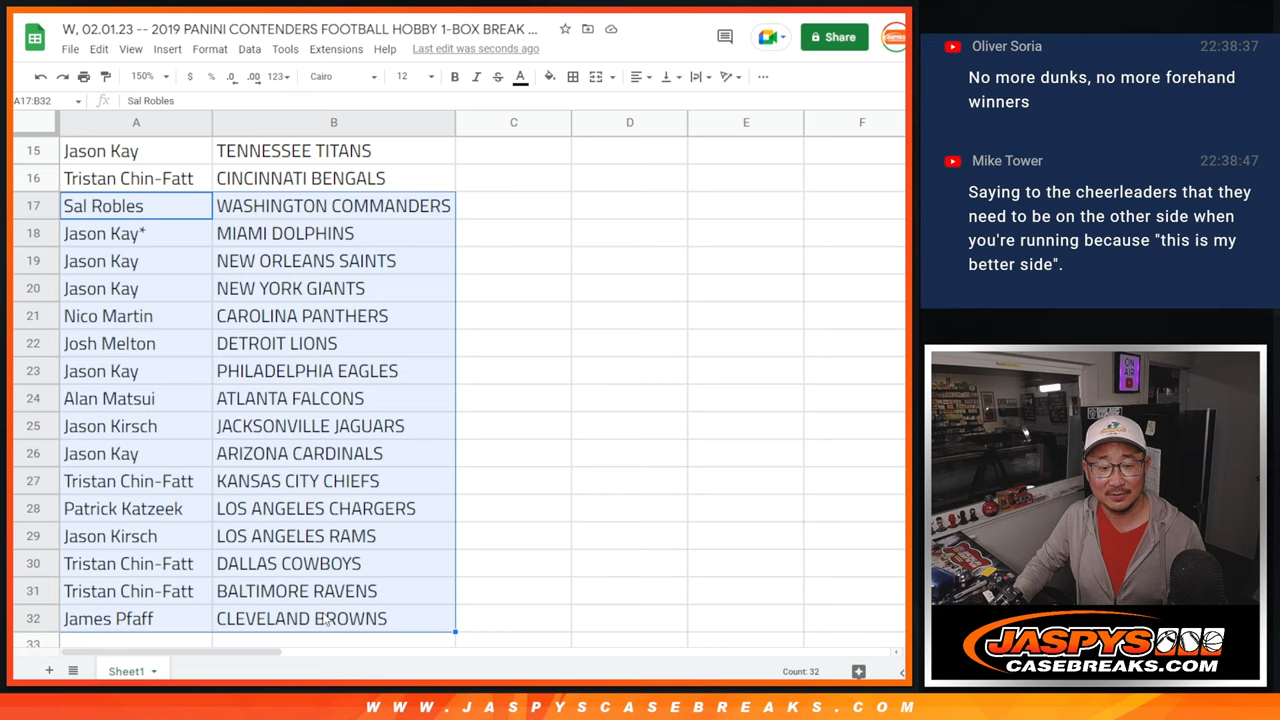 W, 02.01.23 -- 2019 PANINI CONTENDERS FOOTBALL HOBBY 1-BOX BREAK ...
File Edit View Insert Format Data Tools Extensions Help Last edit was seconds ago
Share
150% $ % .0 .00 123 Cairo 12 B I S A
A17:B32 fx Sal Robles
A B C D E F
15 Jason Kay TENNESSEE TITANS
16 Tristan Chin-Fatt CINCINNATI BENGALS
17 Sal Robles WASHINGTON COMMANDERS
18 Jason Kay* MIAMI DOLPHINS
19 Jason Kay NEW ORLEANS SAINTS
20 Jason Kay NEW YORK GIANTS
21 Nico Martin CAROLINA PANTHERS
22 Josh Melton DETROIT LIONS
23 Jason Kay PHILADELPHIA EAGLES
24 Alan Matsui ATLANTA FALCONS
25 Jason Kirsch JACKSONVILLE JAGUARS
26 Jason Kay ARIZONA CARDINALS
27 Tristan Chin-Fatt KANSAS CITY CHIEFS
28 Patrick Katzeek LOS ANGELES CHARGERS
29 Jason Kirsch LOS ANGELES RAMS
30 Tristan Chin-Fatt DALLAS COWBOYS
31 Tristan Chin-Fatt BALTIMORE RAVENS
32 James Pfaff CLEVELAND BROWNS
33
Sheet1 Count: 32
Oliver Soria 22:38:37
No more dunks, no more forehand
winners
Mike Tower 22:38:47
Saying to the cheerleaders that they
need to be on the other side when
you're running because "this is my
better side".
ON
AIR
JASPYS
CASEBREAKS.COM
WWW.JASPYSCASEBREAKS.COM